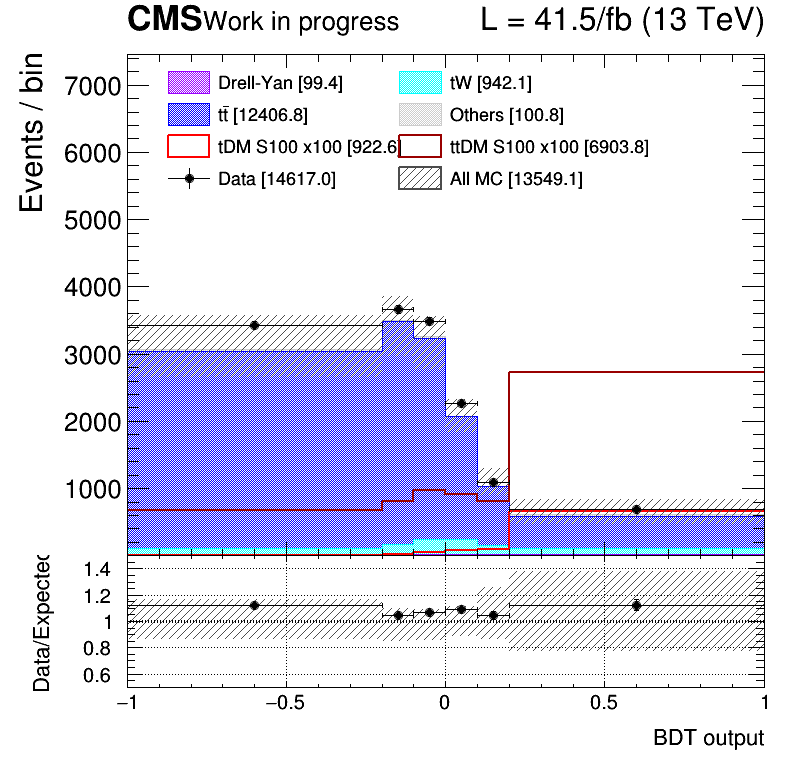 CMS Work in progress L = 41.5/fb (13 TeV)
Events / bin
7000
6000
5000
4000
3000
2000
1000
Drell-Yan [99.4] tW [942.1]
tt̄ [12406.8] Others [100.8]
tDM S100 x100 [922.6] ttDM S100 x100 [6903.8]
Data [14617.0] All MC [13549.1]
Data/Expected
1.4
1.2
1
0.8
0.6
−1 −0.5 0 0.5 1
BDT output